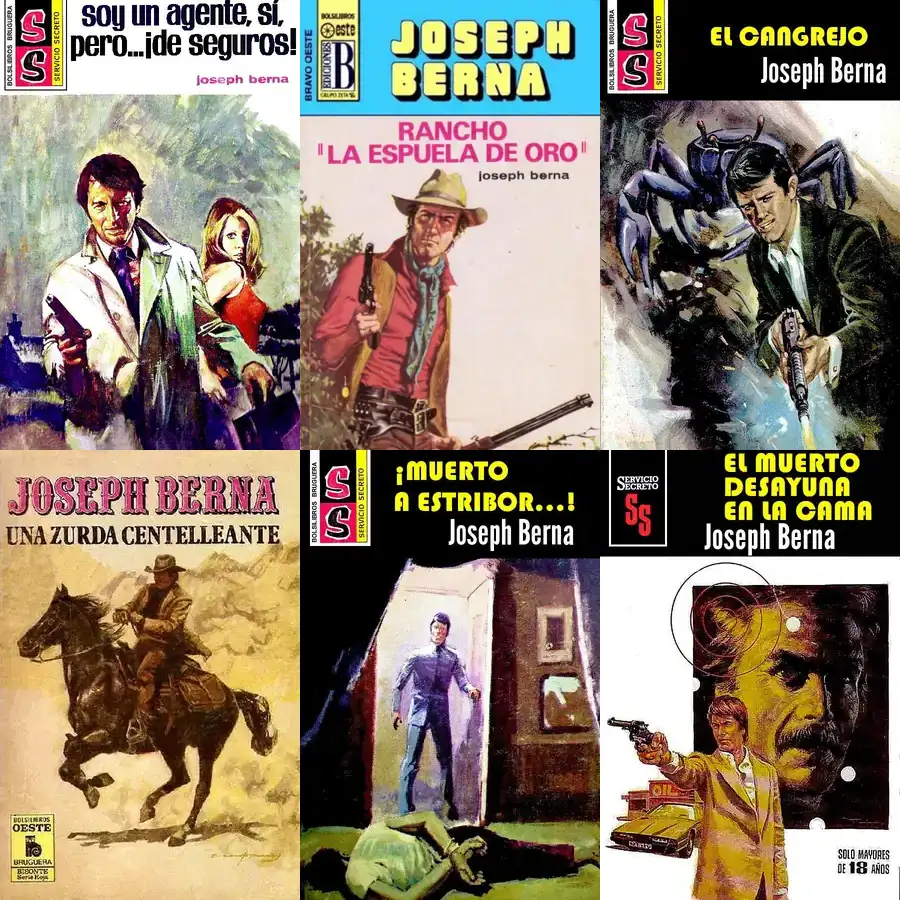 BOLSILIBROS BRUGUERA
SS
SERVICIO SECRETO
soy un agente, sí,
pero...¡de seguros!
joseph berna
BRAVO OESTE
BOLSILIBROS
oeste
EDICIONES
B
GRUPO ZETA
JOSEPH
BERNA
RANCHO
"LA ESPUELA DE ORO"
joseph berna
BOLSILIBROS BRUGUERA
SS
SERVICIO SECRETO
EL CANGREJO
Joseph Berna
JOSEPH BERNA
UNA ZURDA CENTELLEANTE
BOLSILIBROS
OESTE
BRUGUERA
BISONTE
Serie Roja
BOLSILIBROS BRUGUERA
SS
SERVICIO SECRETO
¡MUERTO
A ESTRIBOR...!
Joseph Berna
SERVICIO
SECRETO
SS
EL MUERTO
DESAYUNA
EN LA CAMA
Joseph Berna
OIL
SOLO MAYORES
DE 18 AÑOS